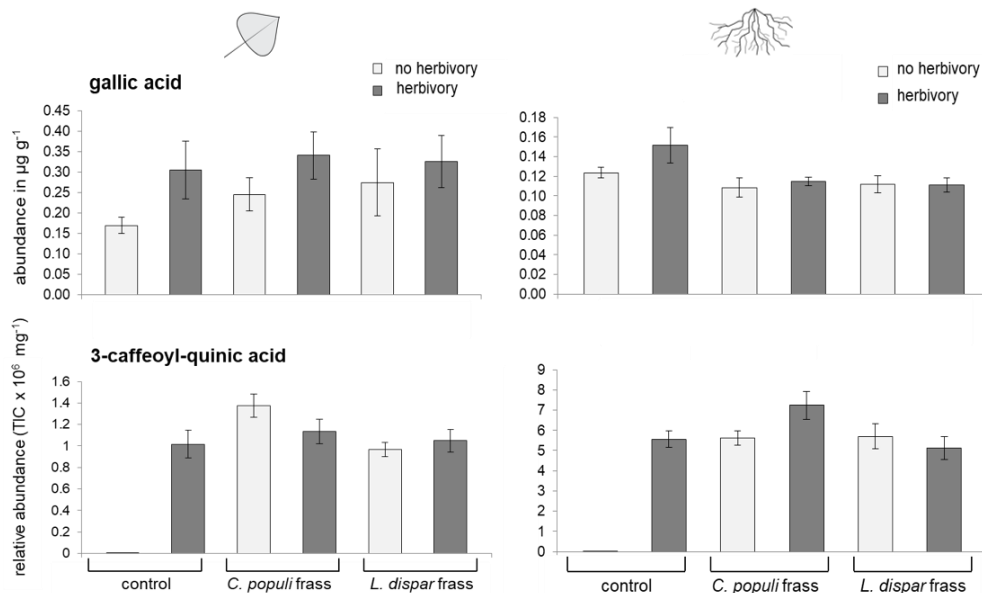 gallic acid
no herbivory
herbivory
abundance in µg g-1
0.45
0.40
0.35
0.30
0.25
0.20
0.15
0.10
0.05
0.00
no herbivory
herbivory
0.18
0.16
0.14
0.12
0.10
0.08
0.06
0.04
0.02
0.00
3-caffeoyl-quinic acid
relative abundance (TIC x 10⁶ mg-1)
1.6
1.4
1.2
1
0.8
0.6
0.4
0.2
0
control
C. populi frass
L. dispar frass
9
8
7
6
5
4
3
2
1
0
control
C. populi frass
L. dispar frass